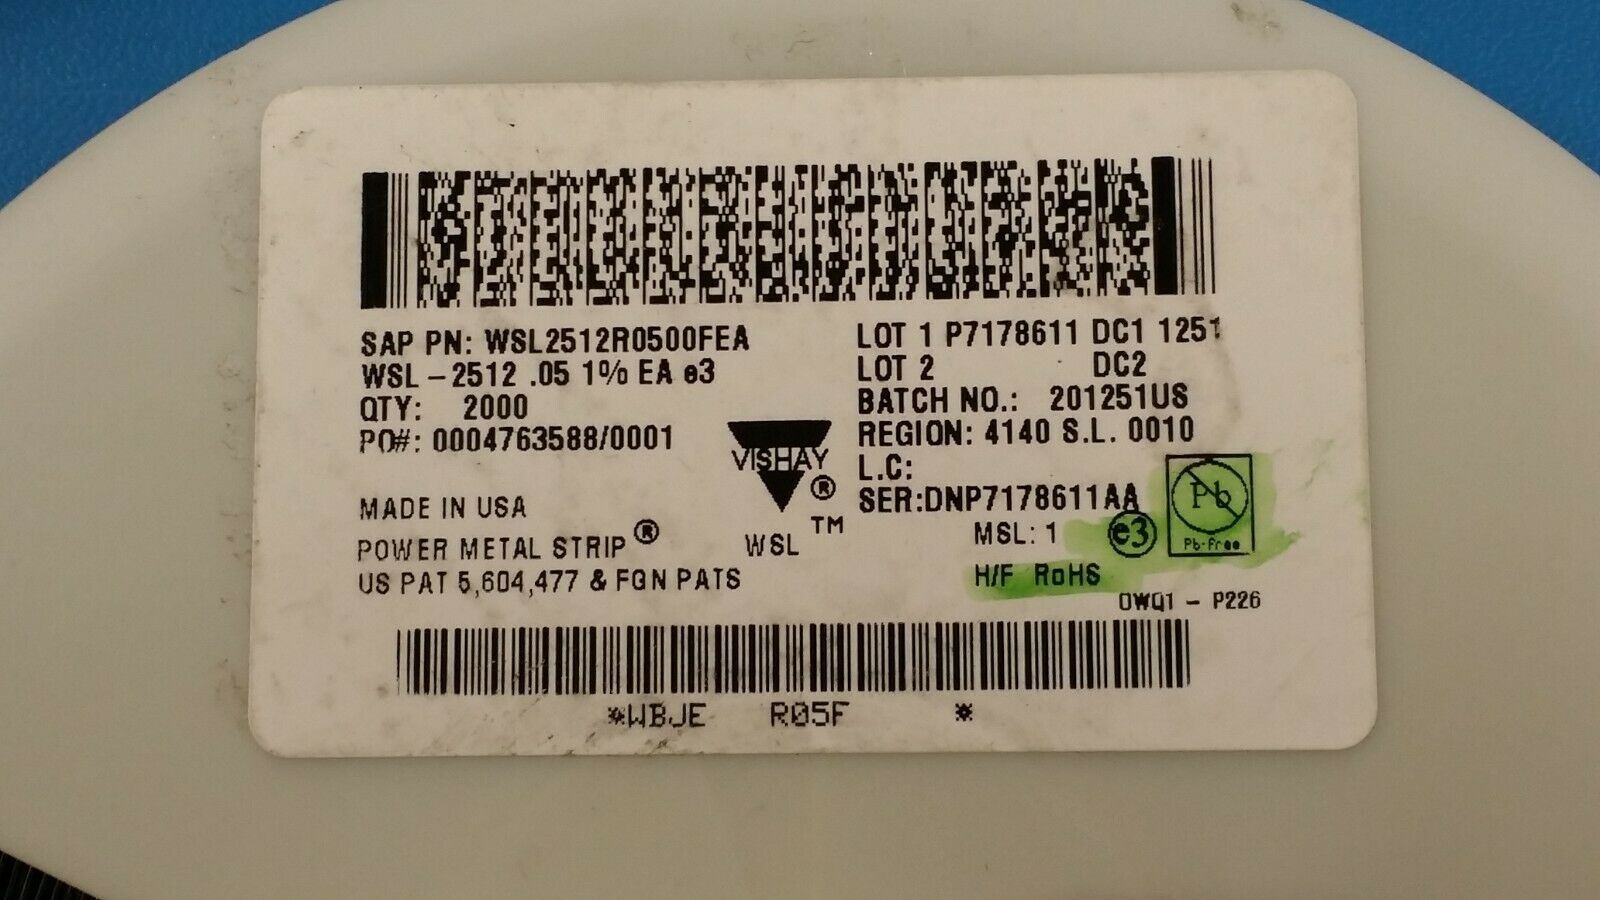 SAP PN: WSL2512R0500FEA
WSL-2512 .05 1% EA e3
QTY: 2000
PO#: 0004763588/0001
LOT 1 P7178611 DC1 1251
LOT 2 DC2
BATCH NO.: 201251US
REGION: 4140 S.L. 0010
L.C:
SER:DNP7178611AA
MADE IN USA
POWER METAL STRIP®
US PAT 5,604,477 & FGN PATS
VISHAY®
WSL™
MSL: 1
e3
Pb
Pb-Free
H/F RoHS
OWQ1 - P226
*WBJE R05F *